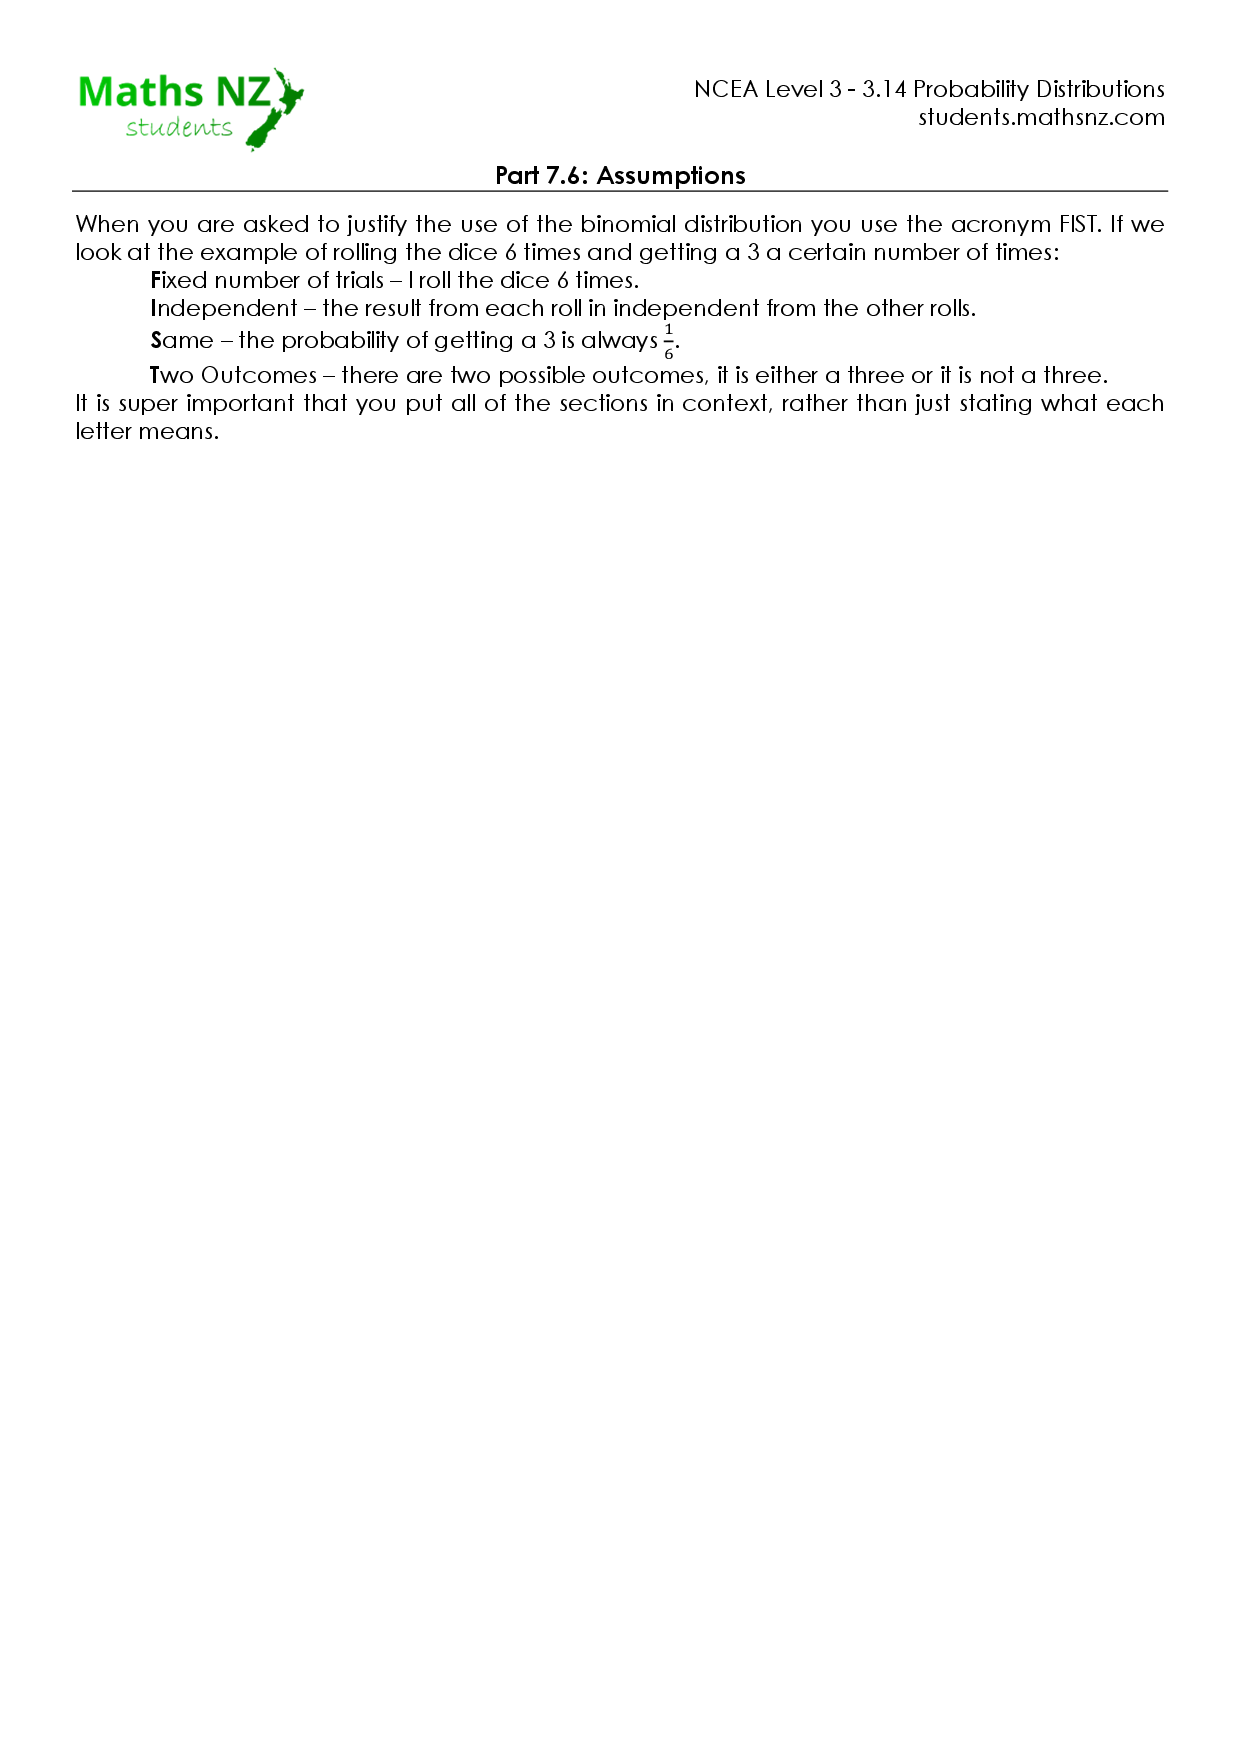 Maths NZ
students
NCEA Level 3 - 3.14 Probability Distributions
students.mathsnz.com
Part 7.6: Assumptions
When you are asked to justify the use of the binomial distribution you use the acronym FIST. If we
look at the example of rolling the dice 6 times and getting a 3 a certain number of times:
Fixed number of trials – I roll the dice 6 times.
Independent – the result from each roll in independent from the other rolls.
Same – the probability of getting a 3 is always 1/6.
Two Outcomes – there are two possible outcomes, it is either a three or it is not a three.
It is super important that you put all of the sections in context, rather than just stating what each
letter means.